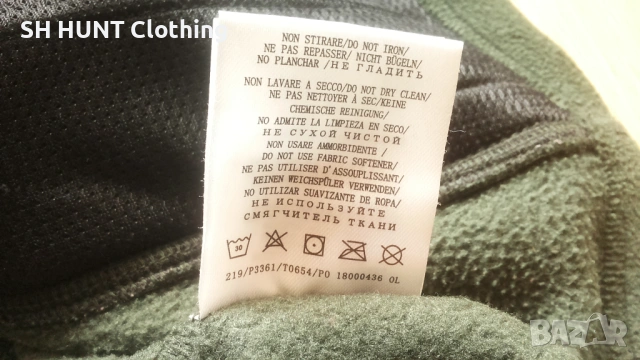 SH HUNT Clothing
NON STIRARE/DO NOT IRON/
NE PAS REPASSER/ NICHT BÜGELN/
NO PLANCHAR/НЕ ГЛАДИТЬ
NON LAVARE A SECCO/DO NOT DRY CLEAN/
NE PAS NETTOYER À SEC/KEINE
CHEMISCHE REINIGUNG/
NO ADMITE LA LIMPIEZA EN SECO/
НЕ СУХОЙ ЧИСТОЙ
NON USARE AMMORBIDENTE/
DO NOT USE FABRIC SOFTENER/
NE PAS UTILISER D'ASSOUPLISSANT/
KEINEN WEICHSPÜLER VERWENDEN/
NO UTILIZAR SUAVIZANTE DE ROPA/
НЕ ИСПОЛЬЗУЙТЕ
СМЯГЧИТЕЛЬ ТКАНИ
30
219/P3361/T0654/P0 18000436 0L
BAZAR